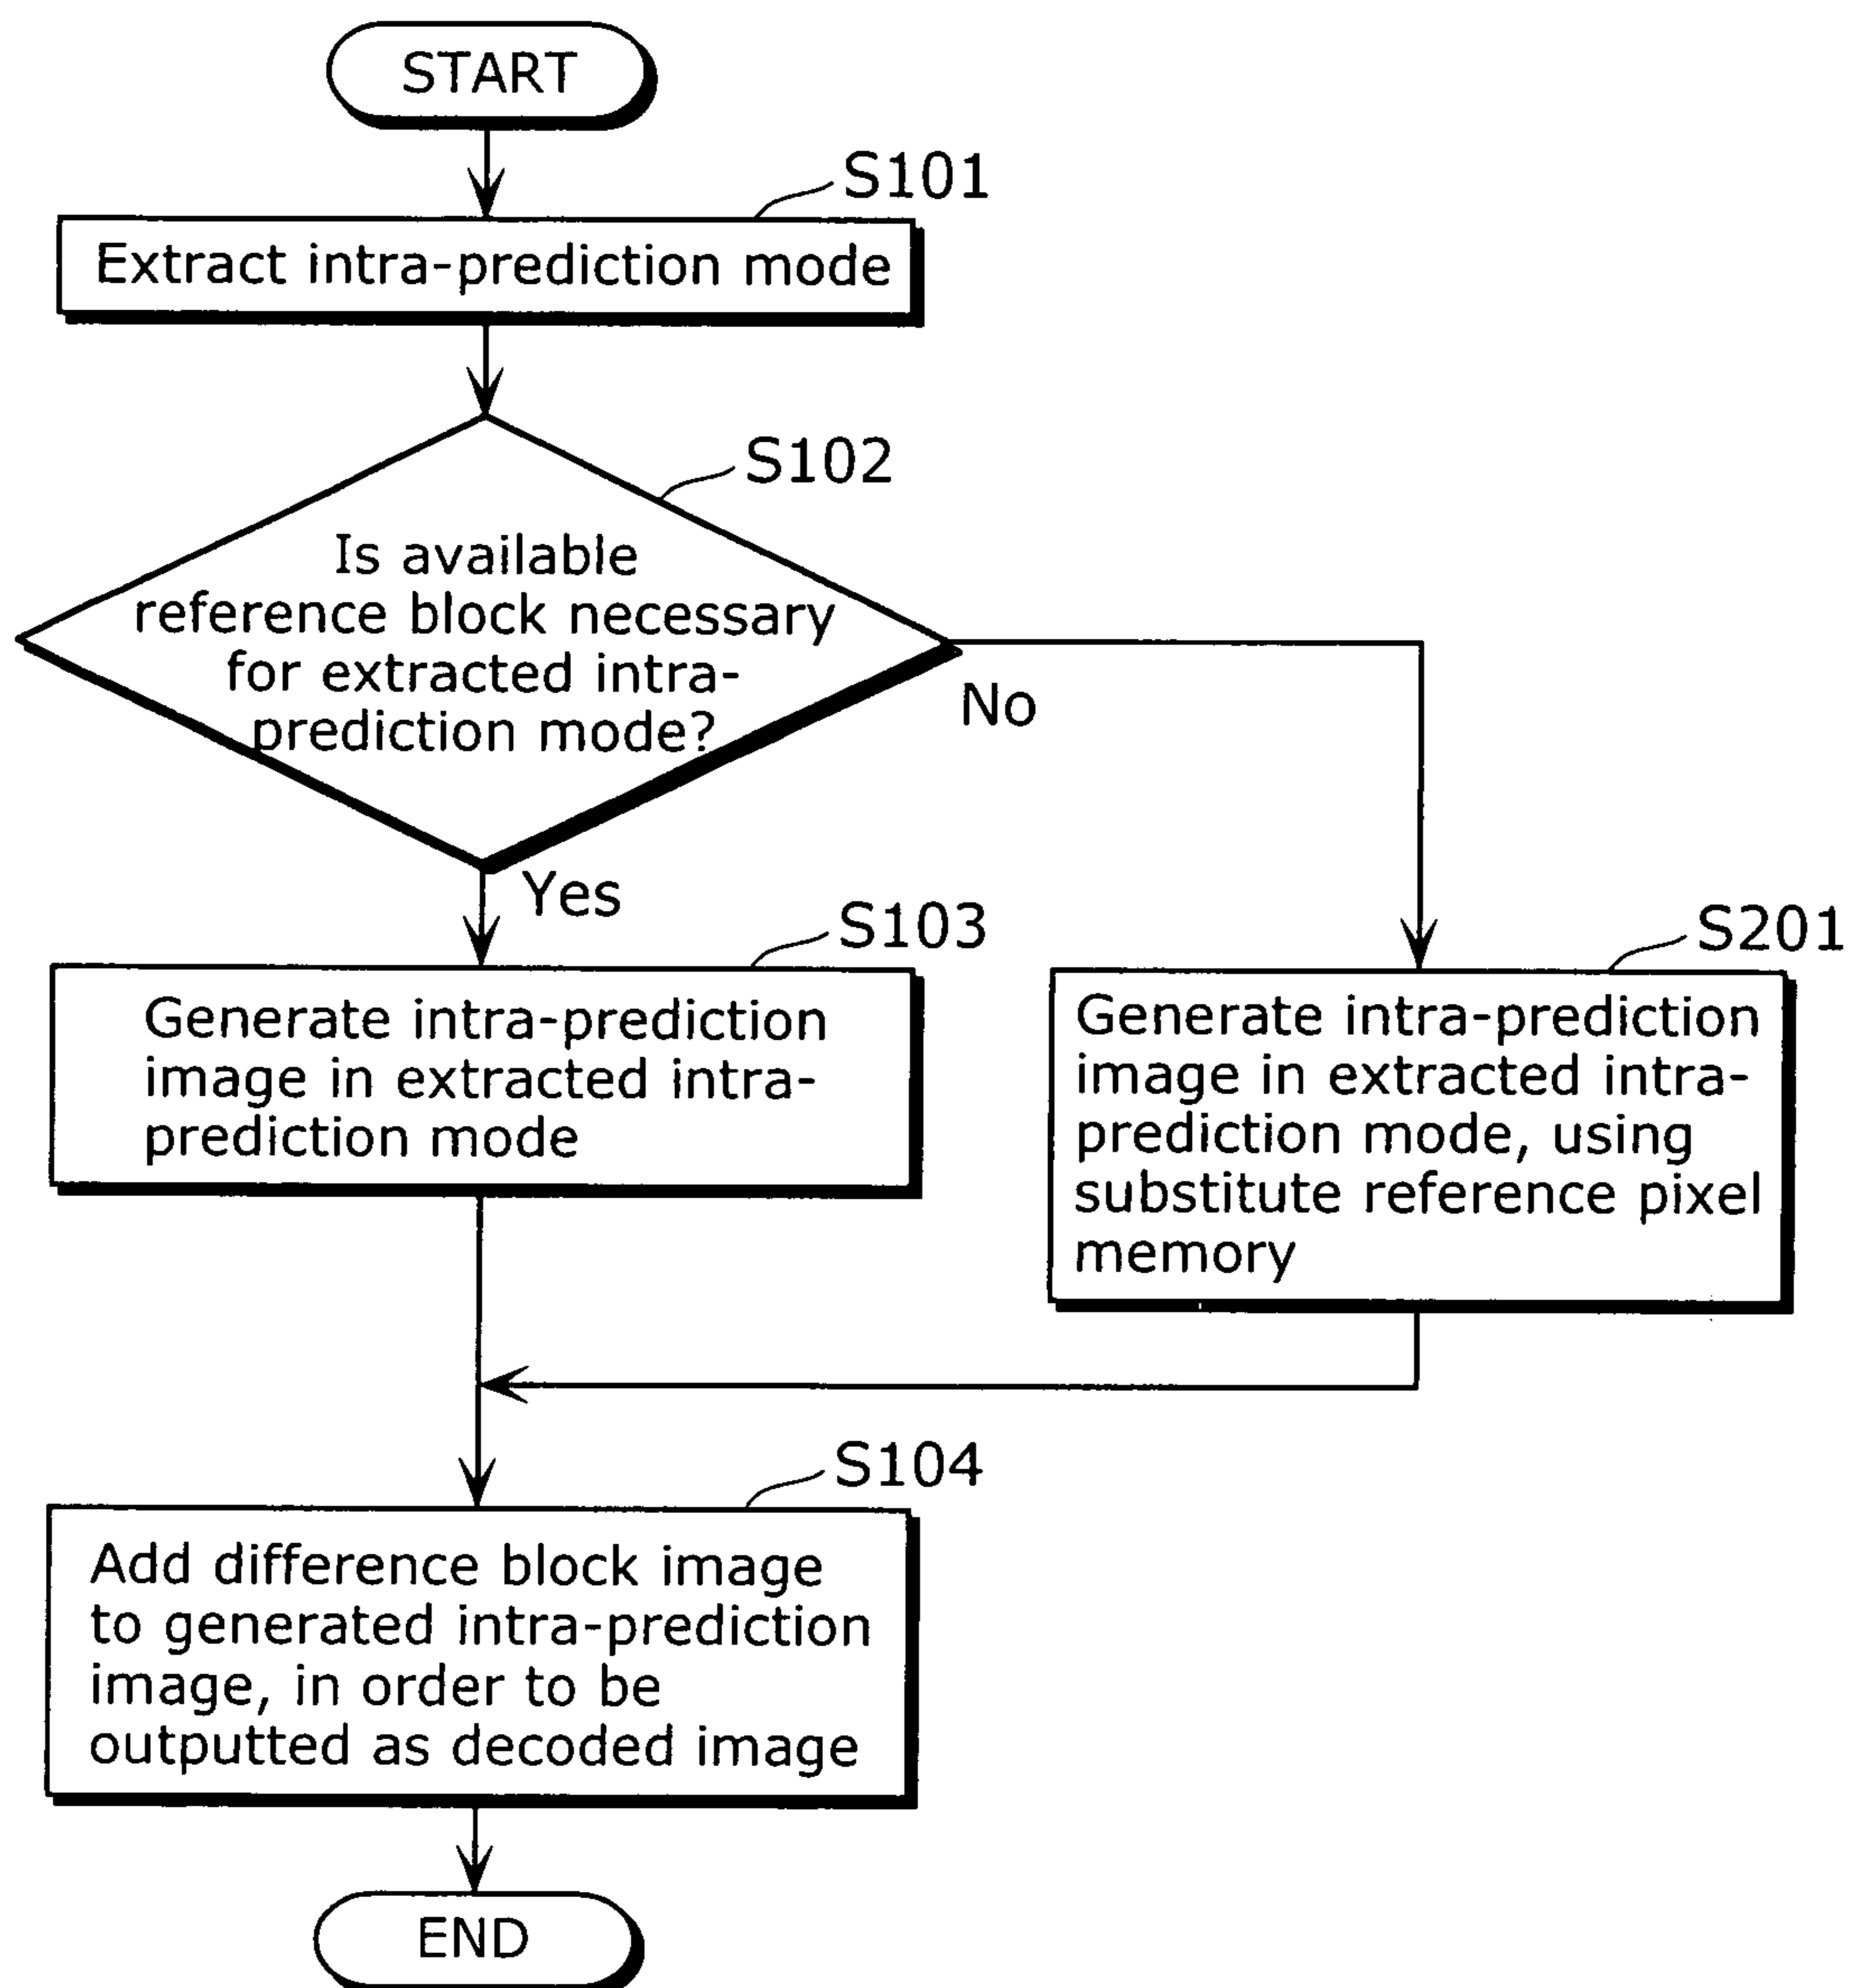 START
S101
Extract intra-prediction mode
S102
Is available
reference block necessary
for extracted intra-
prediction mode?
No
Yes
S103
Generate intra-prediction
image in extracted intra-
prediction mode
S201
Generate intra-prediction
image in extracted intra-
prediction mode, using
substitute reference pixel
memory
S104
Add difference block image
to generated intra-prediction
image, in order to be
outputted as decoded image
END